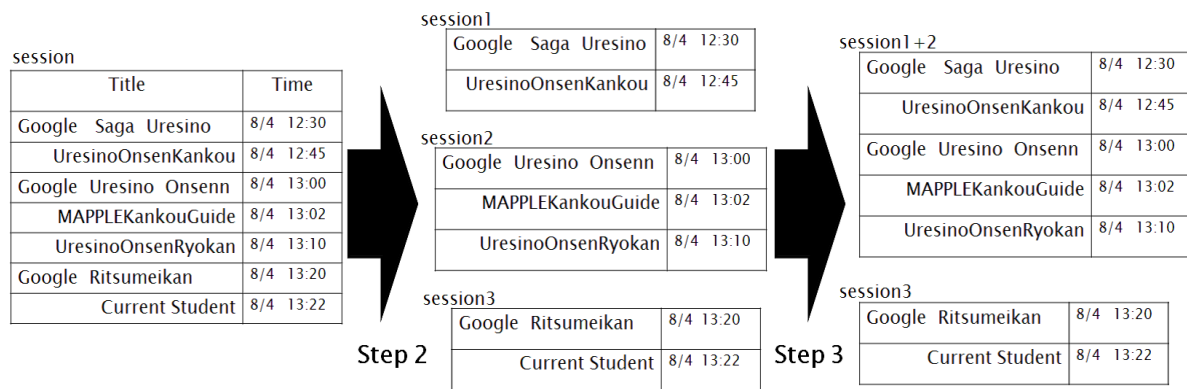 session
Title Time
Google Saga Uresino 8/4 12:30
UresinoOnsenKankou 8/4 12:45
Google Uresino Onsenn 8/4 13:00
MAPPLEKankouGuide 8/4 13:02
UresinoOnsenRyokan 8/4 13:10
Google Ritsumeikan 8/4 13:20
Current Student 8/4 13:22
Step 2
session1
Google Saga Uresino 8/4 12:30
UresinoOnsenKankou 8/4 12:45
session2
Google Uresino Onsenn 8/4 13:00
MAPPLEKankouGuide 8/4 13:02
UresinoOnsenRyokan 8/4 13:10
session3
Google Ritsumeikan 8/4 13:20
Current Student 8/4 13:22
Step 3
session1+2
Google Saga Uresino 8/4 12:30
UresinoOnsenKankou 8/4 12:45
Google Uresino Onsenn 8/4 13:00
MAPPLEKankouGuide 8/4 13:02
UresinoOnsenRyokan 8/4 13:10
session3
Google Ritsumeikan 8/4 13:20
Current Student 8/4 13:22